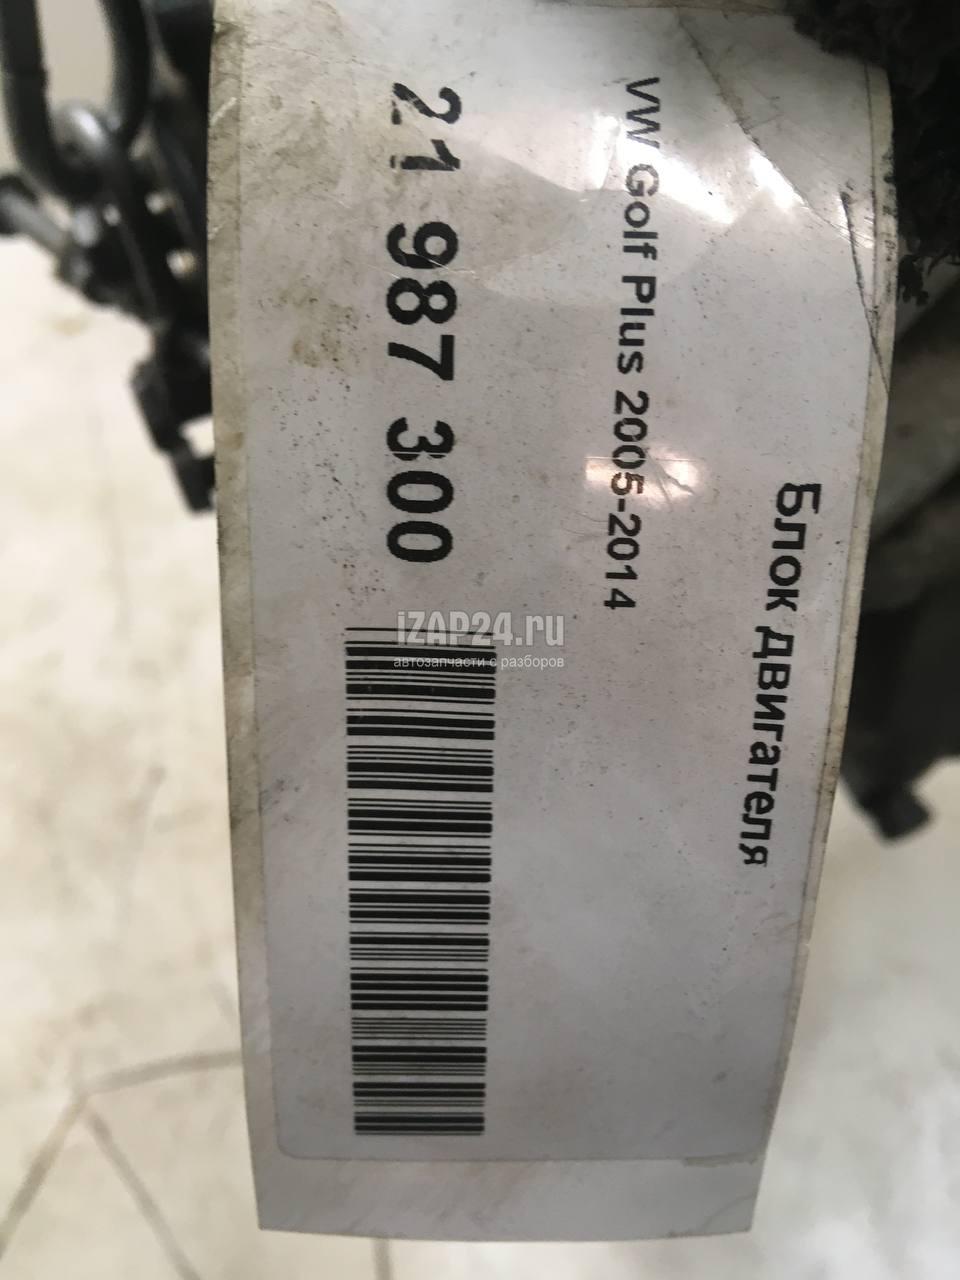 Блок двигателя
VW Golf Plus 2005-2014
21 987 300
iZAP24.ru
автозапчасти с разборов